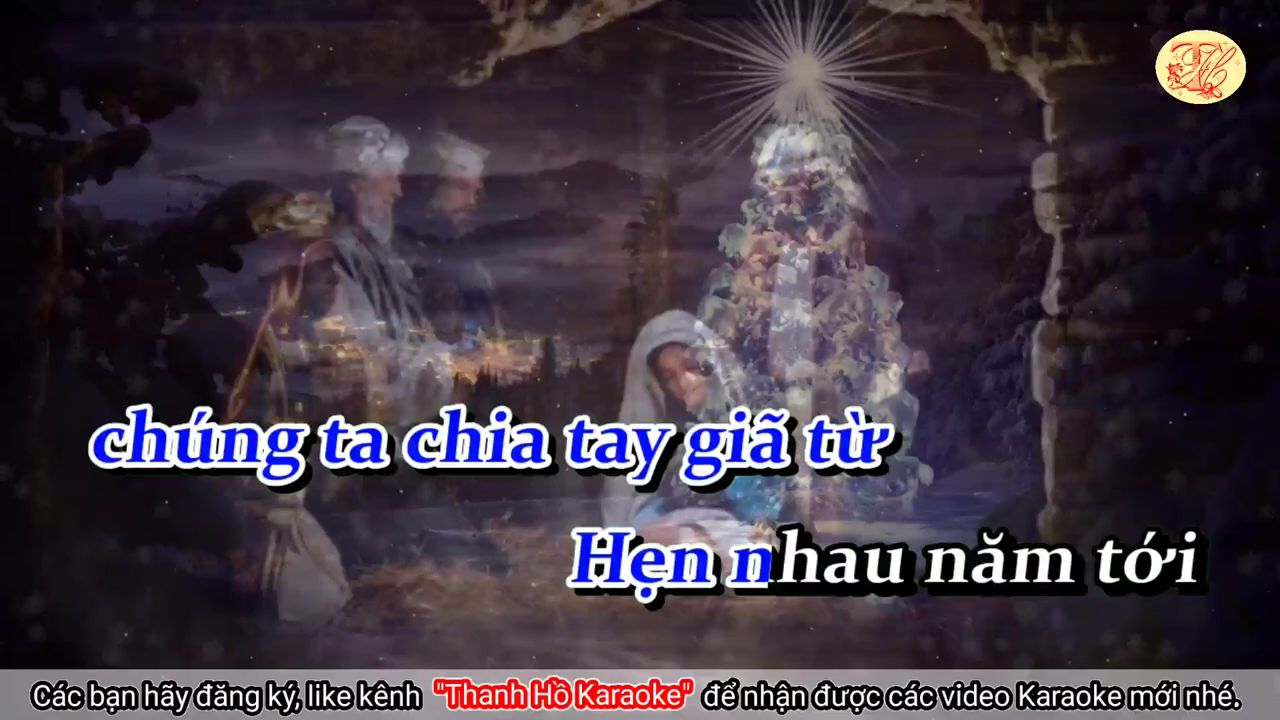 chúng ta chia tay giã từ
Hẹn nhau năm tới
Các bạn hãy đăng ký, like kênh "Thanh Hồ Karaoke" để nhận được các video Karaoke mới nhé.